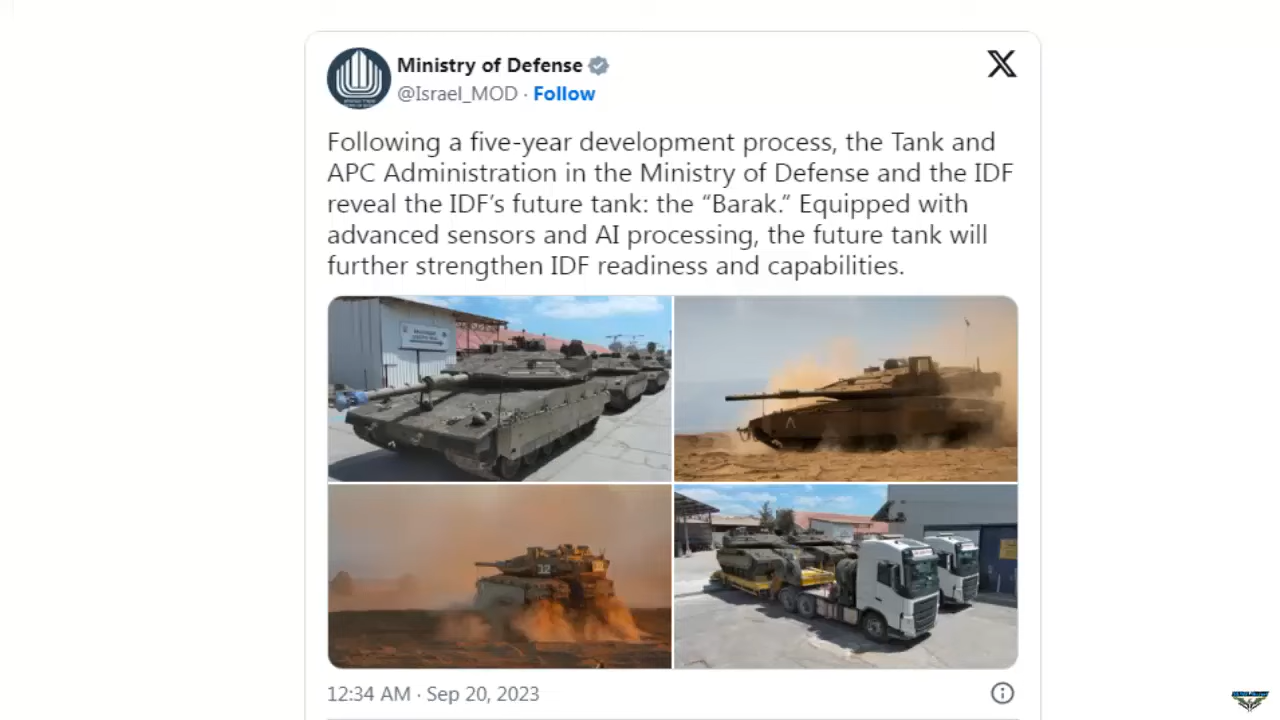 Ministry of Defense
@Israel_MOD · Follow
Following a five-year development process, the Tank and
APC Administration in the Ministry of Defense and the IDF
reveal the IDF's future tank: the “Barak.” Equipped with
advanced sensors and AI processing, the future tank will
further strengthen IDF readiness and capabilities.
12
12:34 AM · Sep 20, 2023